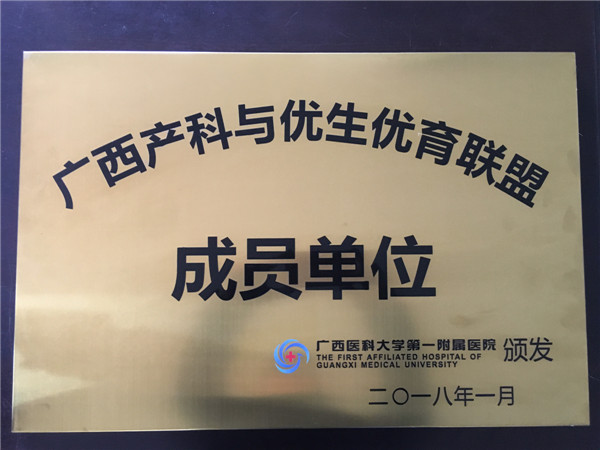 广西产科与优生优育联盟
成员单位
广西医科大学第一附属医院 颁发
THE FIRST AFFILIATED HOSPITAL OF
GUANGXI MEDICAL UNIVERSITY
二〇一八年一月